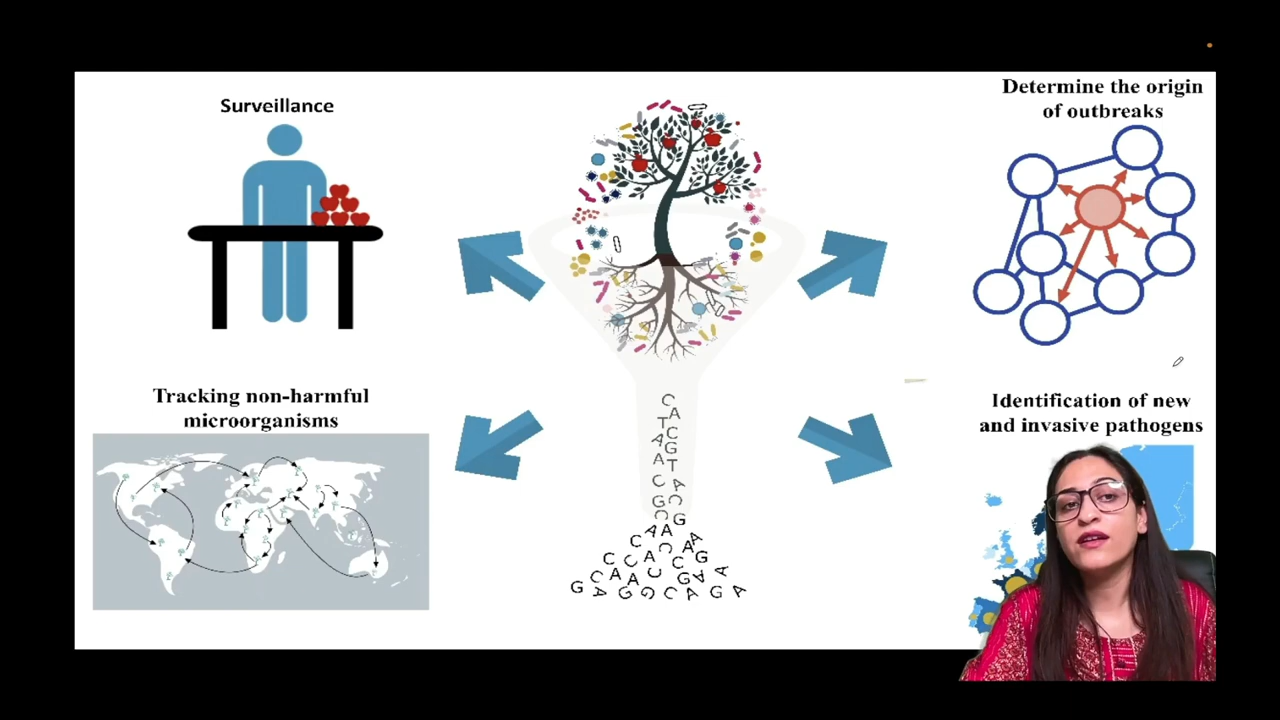 Surveillance
Determine the origin
of outbreaks
Tracking non-harmful
microorganisms
Identification of new
and invasive pathogens
C
A
T
C
A
G
A
T
C
A
G
C
C
G